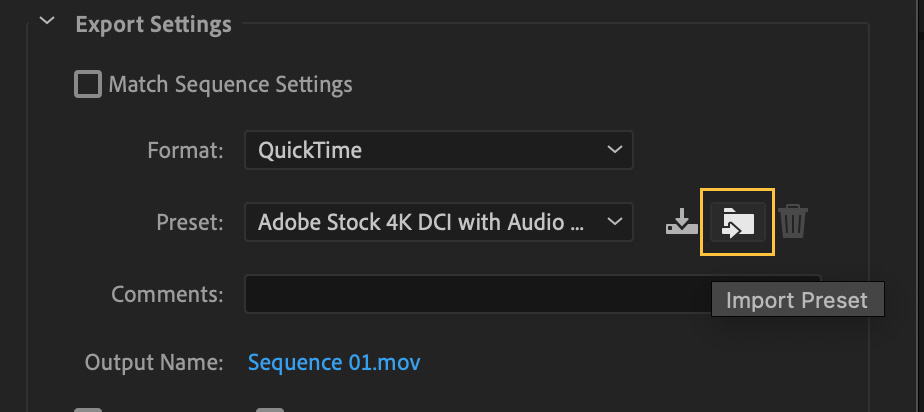 Export Settings
Match Sequence Settings
Format: QuickTime
Preset: Adobe Stock 4K DCI with Audio ...
Comments:
Import Preset
Output Name: Sequence 01.mov